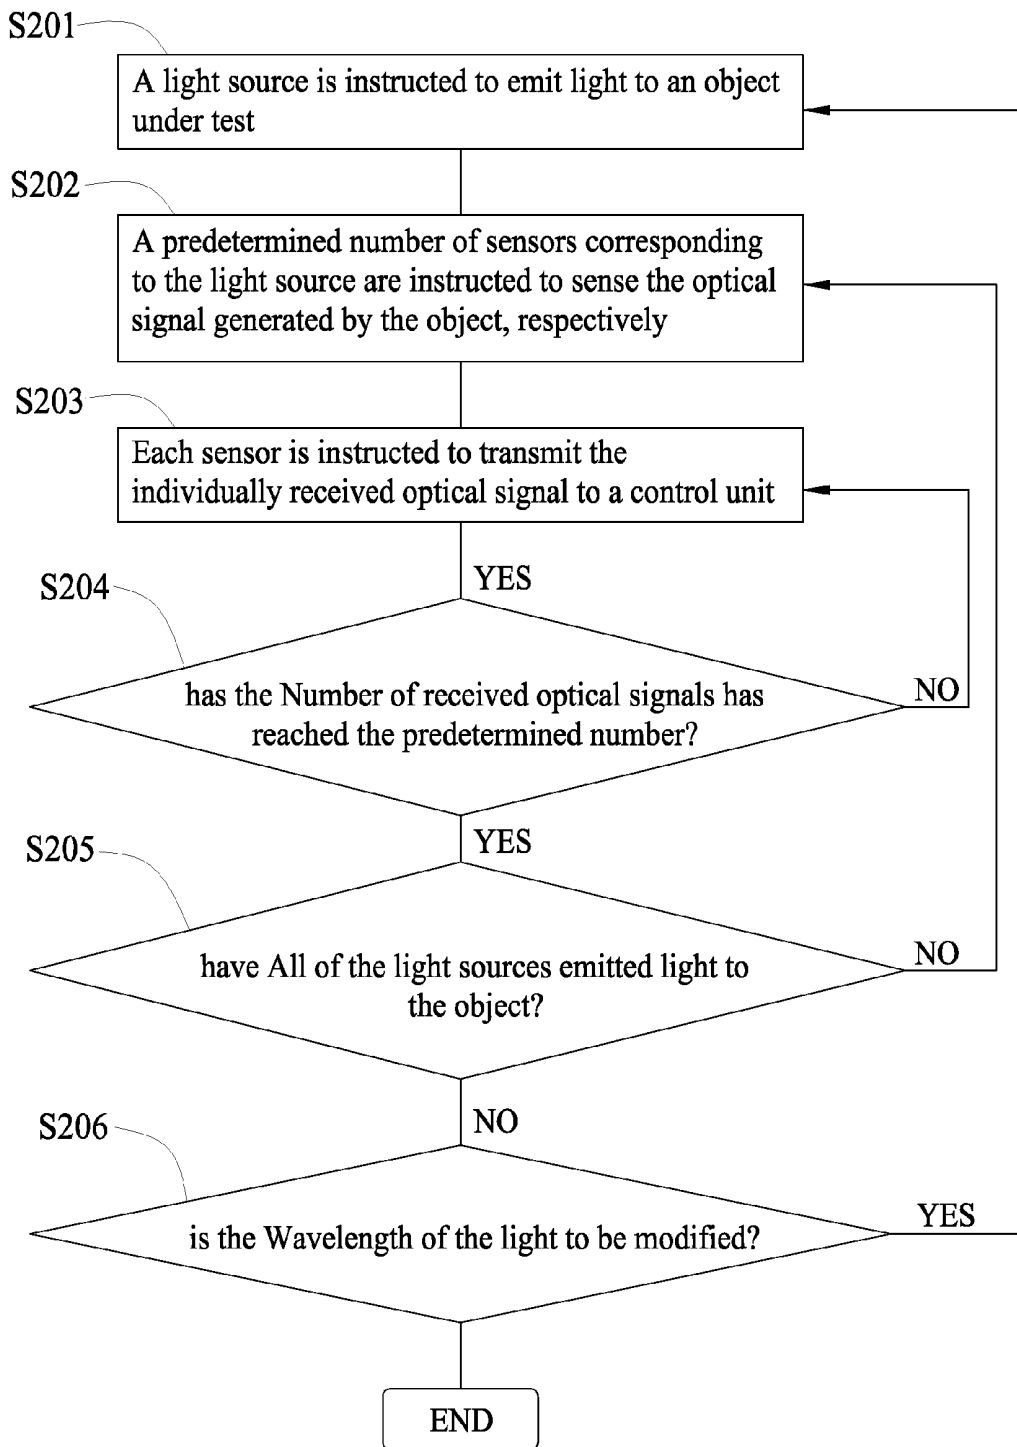 S201
A light source is instructed to emit light to an object
under test
S202
A predetermined number of sensors corresponding
to the light source are instructed to sense the optical
signal generated by the object, respectively
S203
Each sensor is instructed to transmit the
individually received optical signal to a control unit
YES
S204
has the Number of received optical signals has
reached the predetermined number?
NO
YES
S205
have All of the light sources emitted light to
the object?
NO
NO
S206
is the Wavelength of the light to be modified?
YES
END